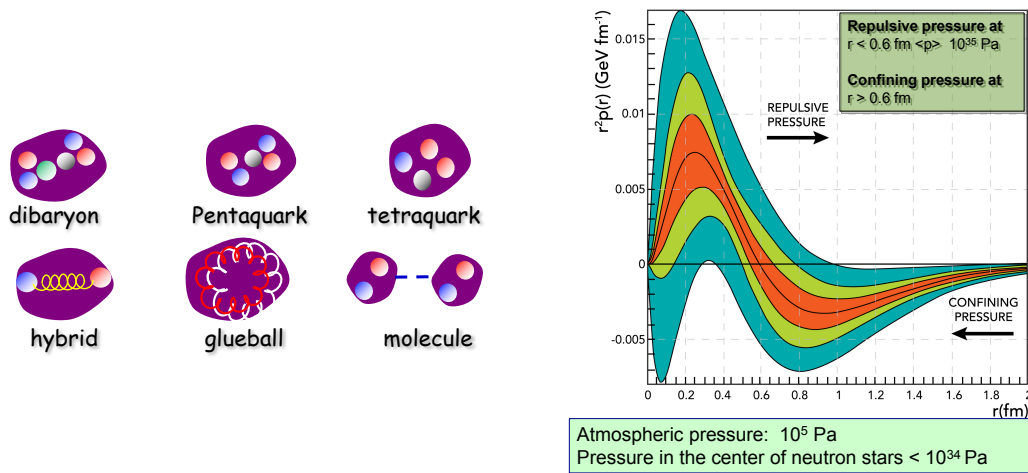 dibaryon
Pentaquark
tetraquark
hybrid
glueball
molecule
r²p(r) (GeV fm⁻¹)
0.015
0.01
0.005
0
-0.005
Repulsive pressure at
r < 0.6 fm <p> 10³⁵ Pa
Confining pressure at
r > 0.6 fm
REPULSIVE
PRESSURE
CONFINING
PRESSURE
0 0.2 0.4 0.6 0.8 1 1.2 1.4 1.6 1.8 2
r(fm)
Atmospheric pressure: 10⁵ Pa
Pressure in the center of neutron stars < 10³⁴ Pa